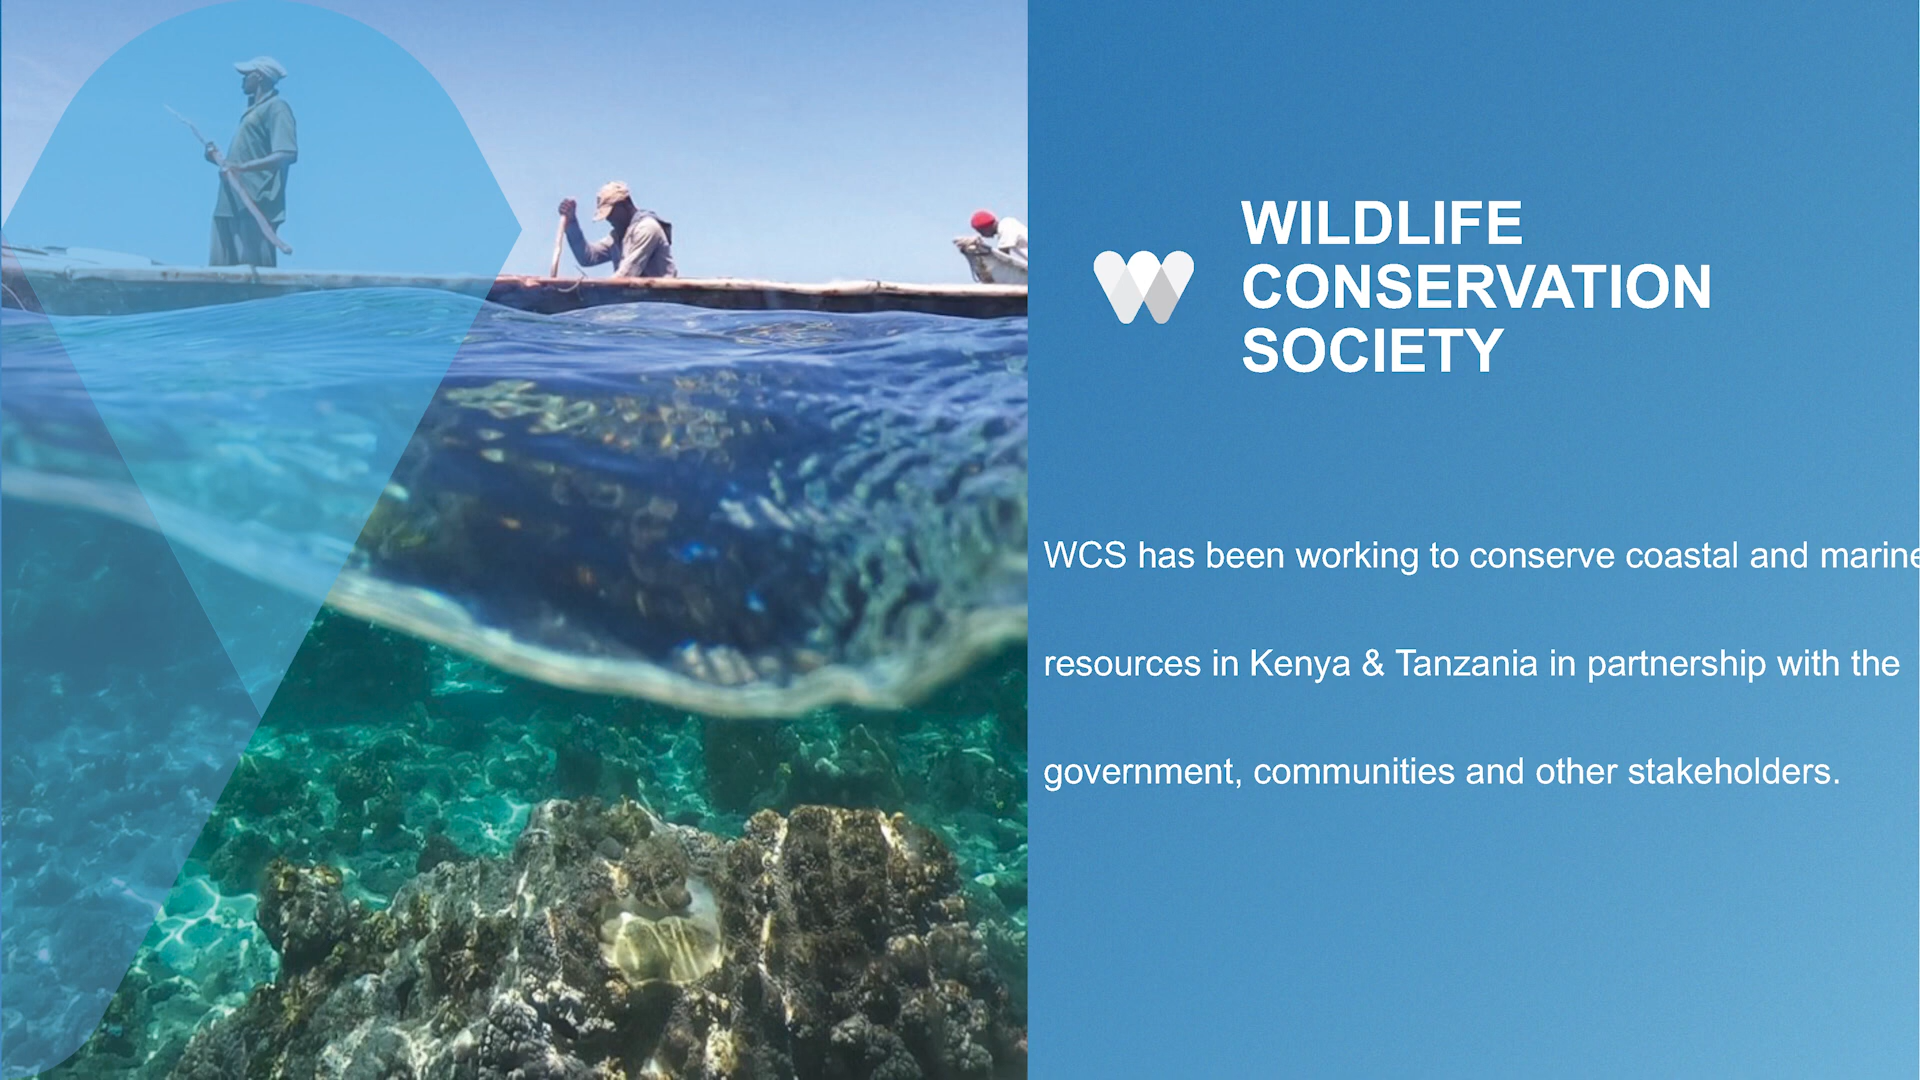 WILDLIFE
CONSERVATION
SOCIETY
WCS has been working to conserve coastal and marine
resources in Kenya & Tanzania in partnership with the
government, communities and other stakeholders.